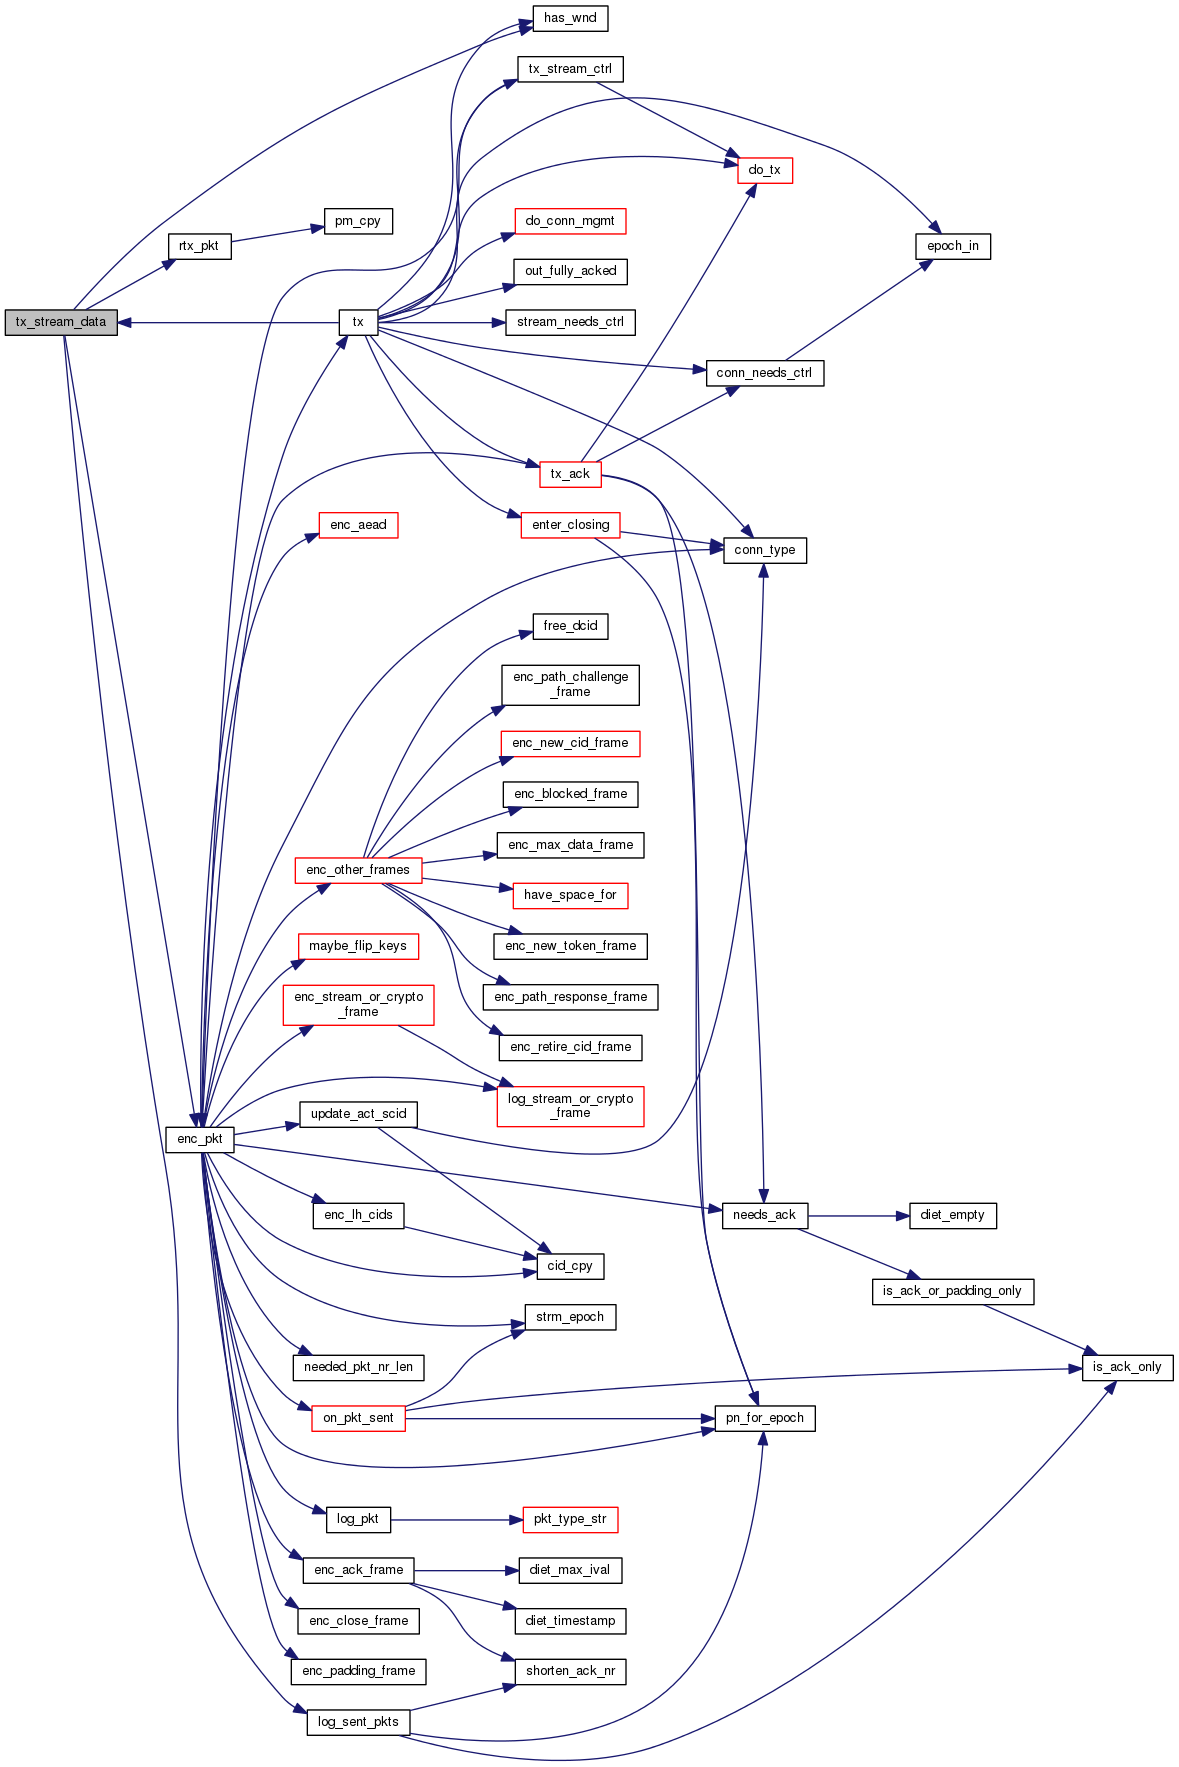 has_wnd
tx_stream_ctrl
do_tx
do_conn_mgmt
pm_cpy
rtx_pkt
epoch_in
out_fully_acked
tx_stream_data
tx
stream_needs_ctrl
conn_needs_ctrl
tx_ack
enc_aead
enter_closing
conn_type
free_dcid
enc_path_challenge
_frame
enc_new_cid_frame
enc_blocked_frame
enc_max_data_frame
enc_other_frames
have_space_for
maybe_flip_keys
enc_new_token_frame
enc_stream_or_crypto
_frame
enc_path_response_frame
enc_retire_cid_frame
log_stream_or_crypto
_frame
update_act_scid
enc_pkt
enc_lh_cids
needs_ack
diet_empty
cid_cpy
is_ack_or_padding_only
strm_epoch
needed_pkt_nr_len
is_ack_only
on_pkt_sent
pn_for_epoch
log_pkt
pkt_type_str
enc_ack_frame
diet_max_ival
enc_close_frame
diet_timestamp
enc_padding_frame
shorten_ack_nr
log_sent_pkts